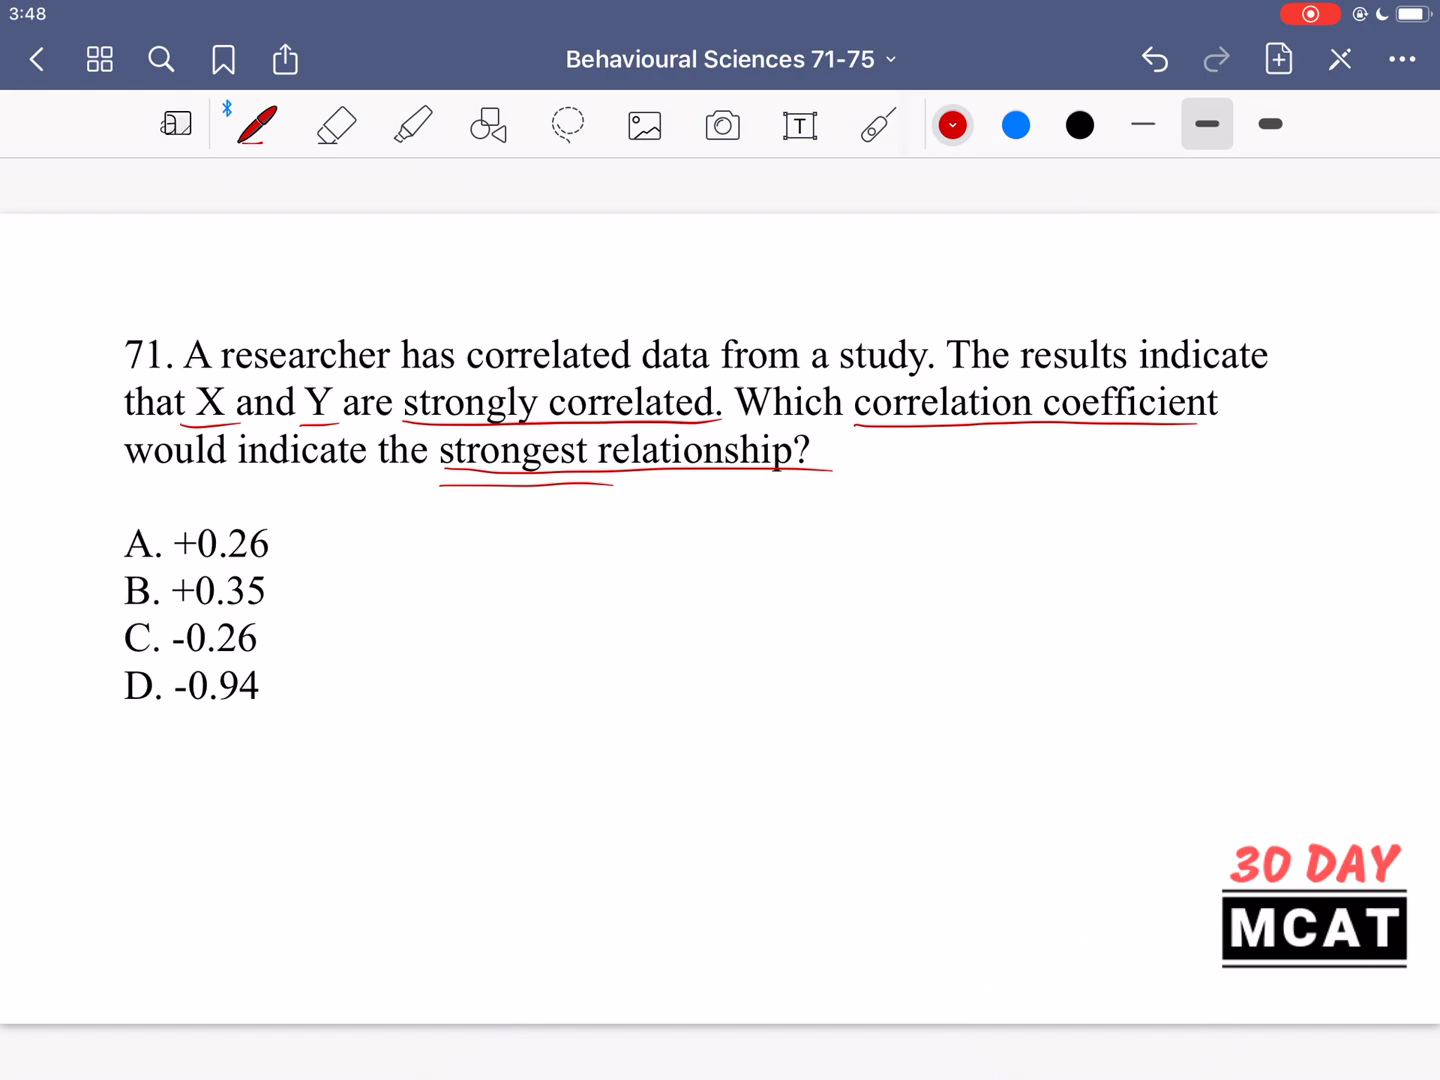 3:48
Behavioural Sciences 71-75
71. A researcher has correlated data from a study. The results indicate
that X and Y are strongly correlated. Which correlation coefficient
would indicate the strongest relationship?
A. +0.26
B. +0.35
C. -0.26
D. -0.94
30 DAY
MCAT